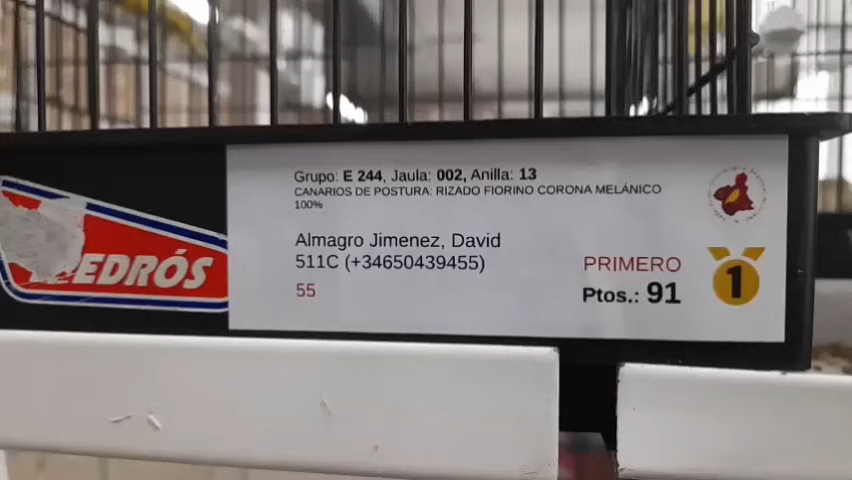 Grupo: E 244, Jaula: 002, Anilla: 13
CANARIOS DE POSTURA: RIZADO FIORINO CORONA MELÁNICO
100%
Almagro Jimenez, David
511C (+34650439455)
55
PRIMERO
Ptos.: 91
1
EDRÓS